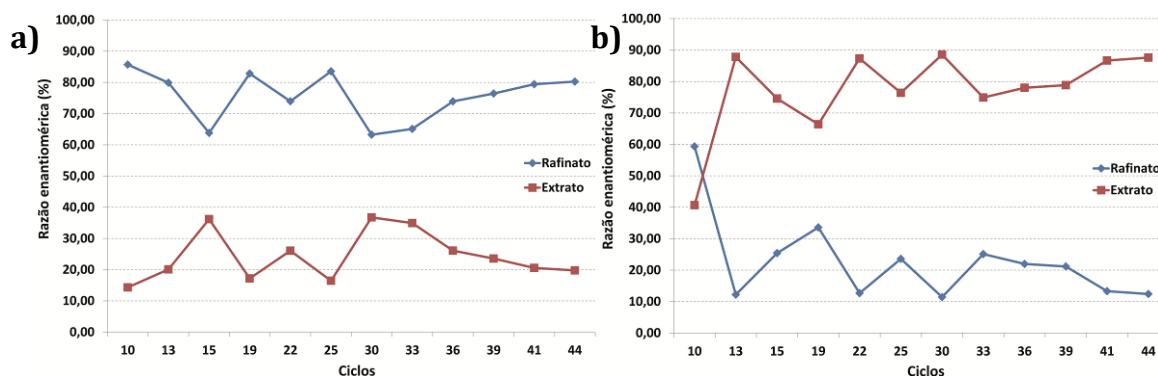 a)
Razão enantiomérica (%)
100,00
90,00
80,00
70,00
60,00
50,00
40,00
30,00
20,00
10,00
0,00
10 13 15 19 22 25 30 33 36 39 41 44
Ciclos
Rafinato
Extrato
b)
Razão enantiomérica (%)
100,00
90,00
80,00
70,00
60,00
50,00
40,00
30,00
20,00
10,00
0,00
10 13 15 19 22 25 30 33 36 39 41 44
Ciclos
Rafinato
Extrato